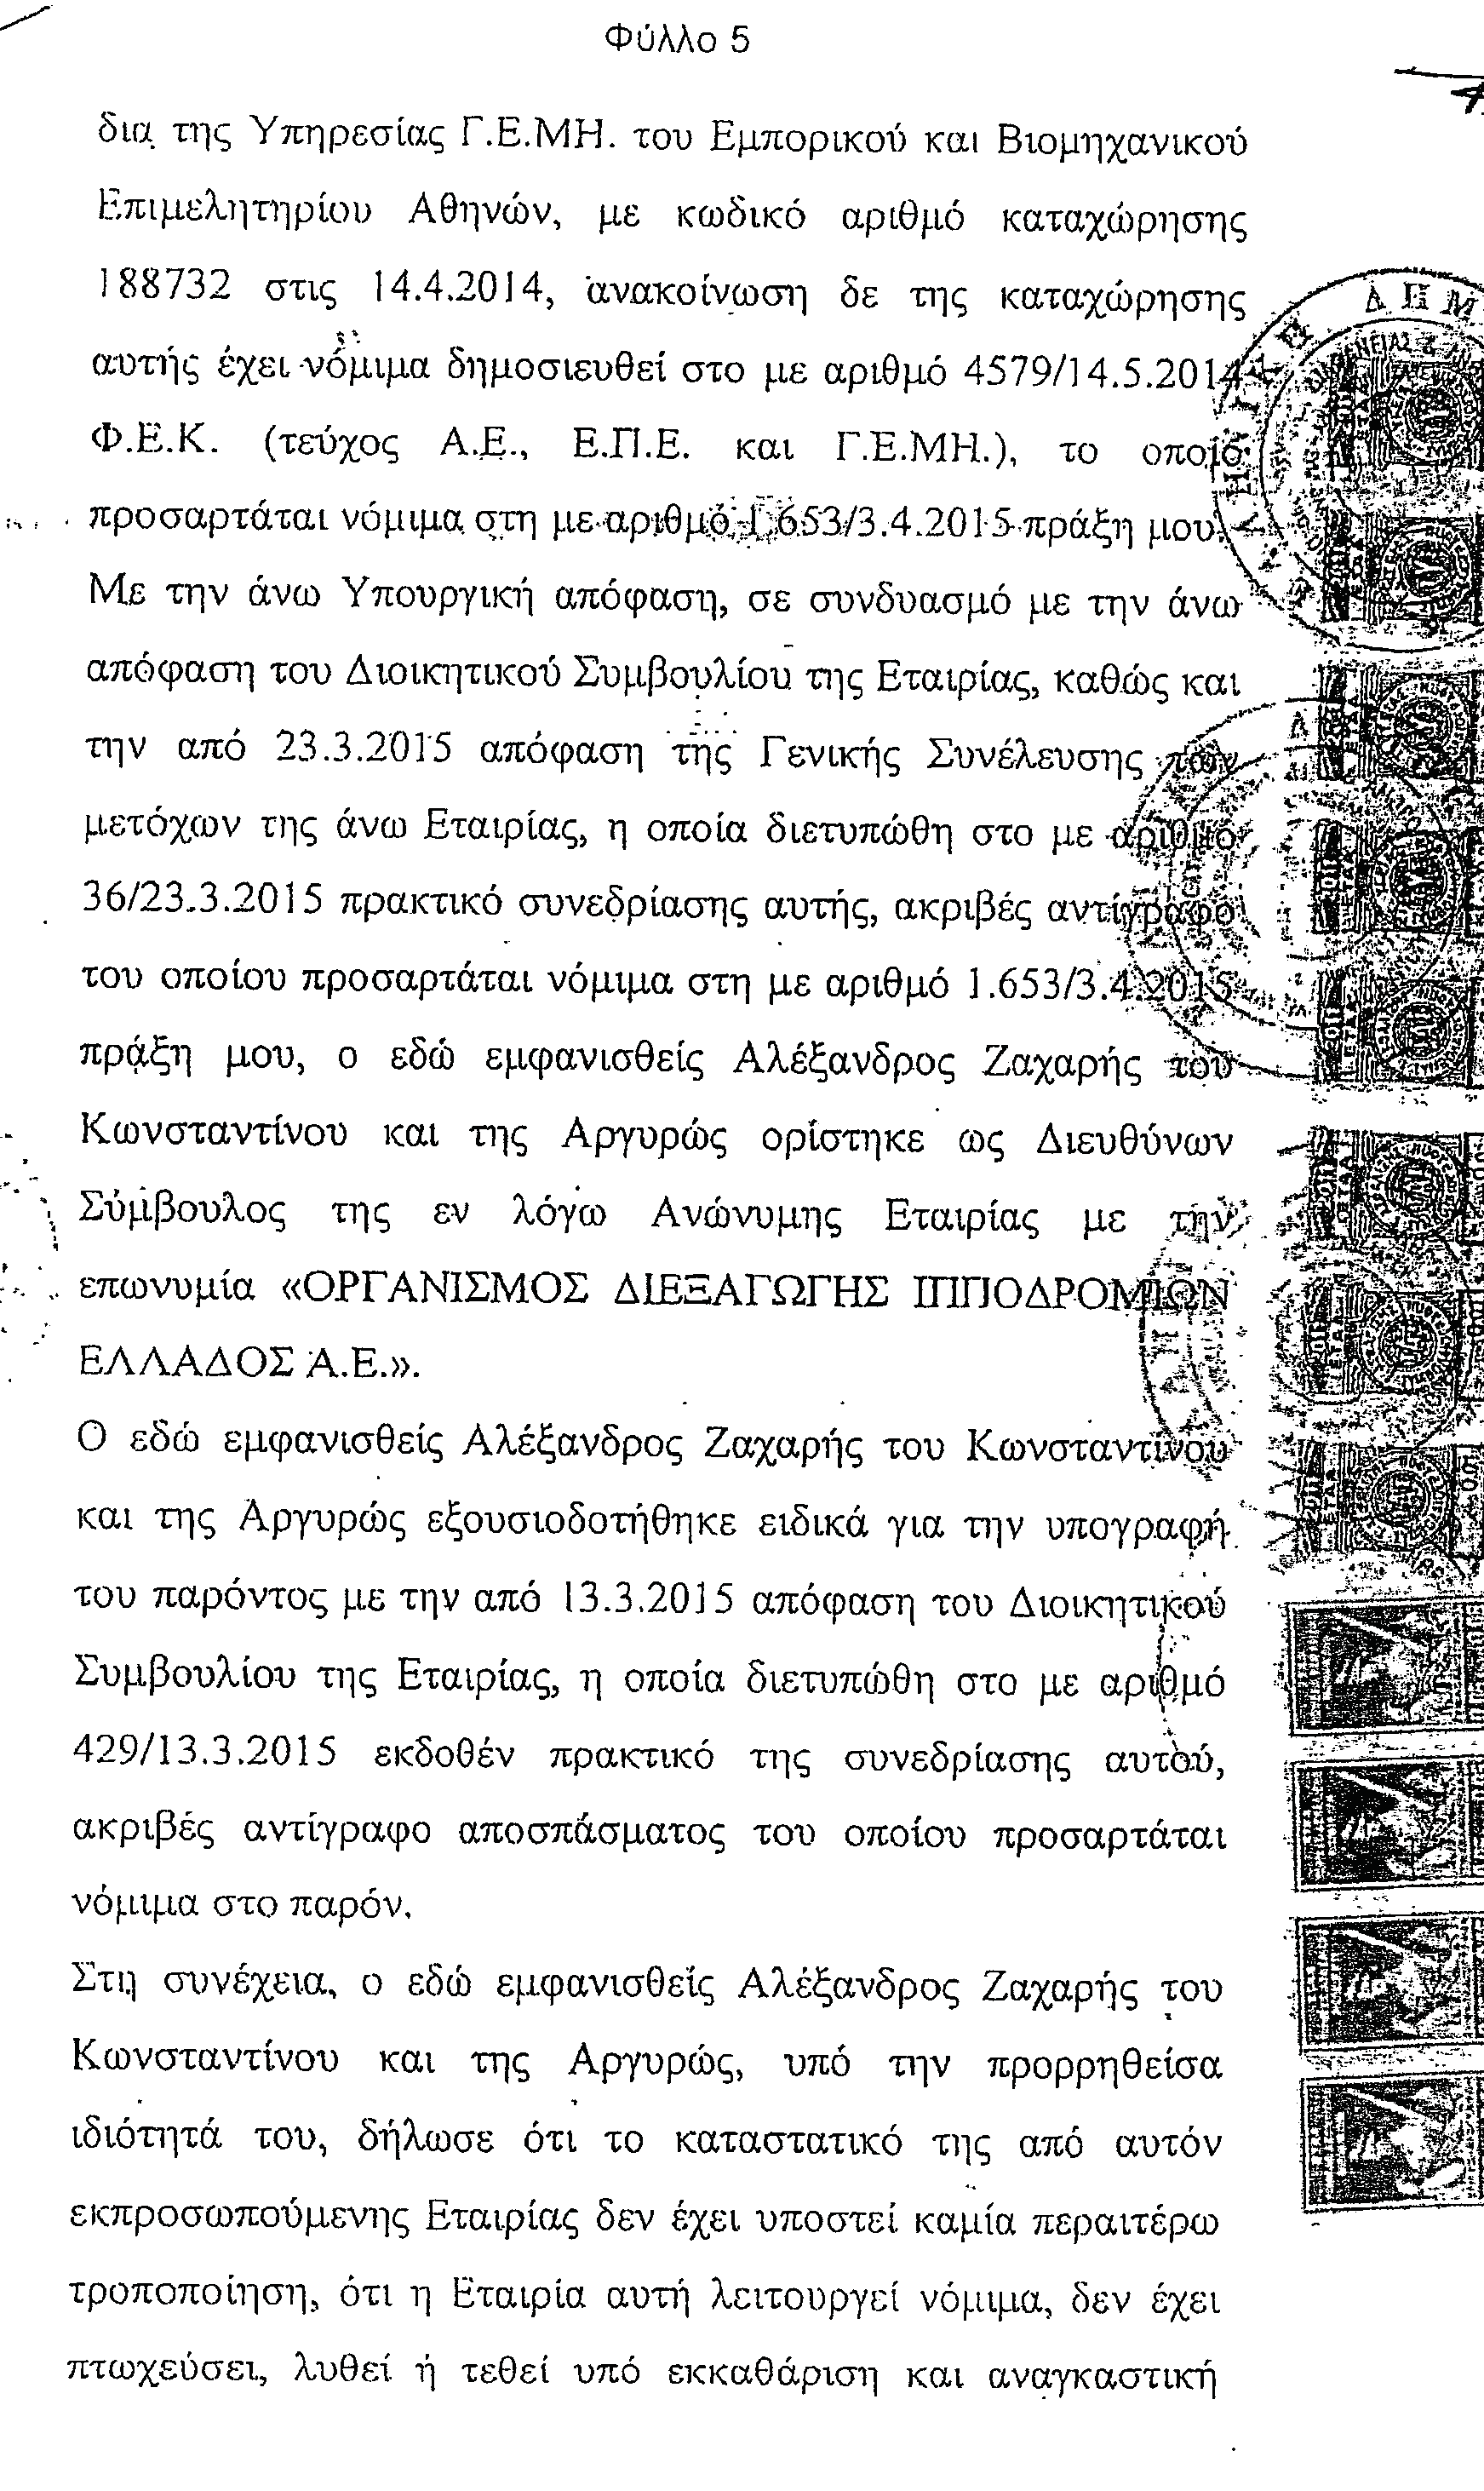 Φύλλο 5
δια της Υπηρεσίας Γ.Ε.ΜΗ. του Εμπορικού και Βιομηχανικού
Επιμελητηρίου Αθηνών, με κωδικό αριθμό καταχώρησης
188732 στις 14.4.2014, ανακοίνωση δε της καταχώρησης
αυτής έχει νόμιμα δημοσιευθεί στο με αριθμό 4579/14.5.2014
Φ.Ε.Κ. (τεύχος Α.Ε., Ε.Π.Ε. και Γ.Ε.ΜΗ.), το οποίο
προσαρτάται νόμιμα στη με αριθμό 1.653/3.4.2015 πράξη μου.
Με την άνω Υπουργική απόφαση, σε συνδυασμό με την άνω
απόφαση του Διοικητικού Συμβουλίου της Εταιρίας, καθώς και
την από 23.3.2015 απόφαση της Γενικής Συνέλευσης των
μετόχων της άνω Εταιρίας, η οποία διετυπώθη στο με αριθμό
36/23.3.2015 πρακτικό συνεδρίασης αυτής, ακριβές αντίγραφο
του οποίου προσαρτάται νόμιμα στη με αριθμό 1.653/3.4.2015
πράξη μου, ο εδώ εμφανισθείς Αλέξανδρος Ζαχαρής του
Κωνσταντίνου και της Αργυρώς ορίστηκε ως Διευθύνων
Σύμβουλος της εν λόγω Ανώνυμης Εταιρίας με την
επωνυμία «ΟΡΓΑΝΙΣΜΟΣ ΔΙΕΞΑΓΩΓΗΣ ΙΠΠΟΔΡΟΜΙΩΝ
ΕΛΛΑΔΟΣ Α.Ε.».
Ο εδώ εμφανισθείς Αλέξανδρος Ζαχαρής του Κωνσταντίνου
και της Αργυρώς εξουσιοδοτήθηκε ειδικά για την υπογραφή
του παρόντος με την από 13.3.2015 απόφαση του Διοικητικού
Συμβουλίου της Εταιρίας, η οποία διετυπώθη στο με αριθμό
429/13.3.2015 εκδοθέν πρακτικό της συνεδρίασης αυτού,
ακριβές αντίγραφο αποσπάσματος του οποίου προσαρτάται
νόμιμα στο παρόν.
Στη συνέχεια, ο εδώ εμφανισθείς Αλέξανδρος Ζαχαρής του
Κωνσταντίνου και της Αργυρώς, υπό την προρρηθείσα
ιδιότητά του, δήλωσε ότι το καταστατικό της από αυτόν
εκπροσωπούμενης Εταιρίας δεν έχει υποστεί καμία περαιτέρω
τροποποίηση, ότι η Εταιρία αυτή λειτουργεί νόμιμα, δεν έχει
πτωχεύσει, λυθεί ή τεθεί υπό εκκαθάριση και αναγκαστική